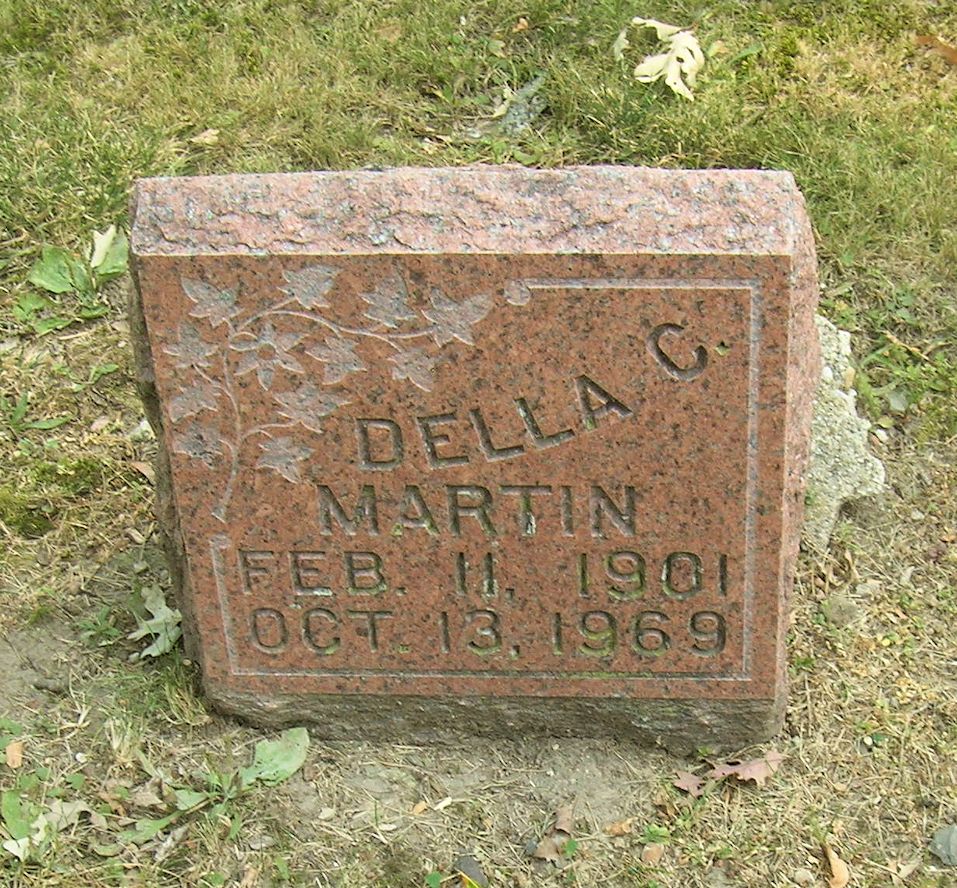 DELLA C.
MARTIN
FEB. 11, 1901
OCT. 13, 1969